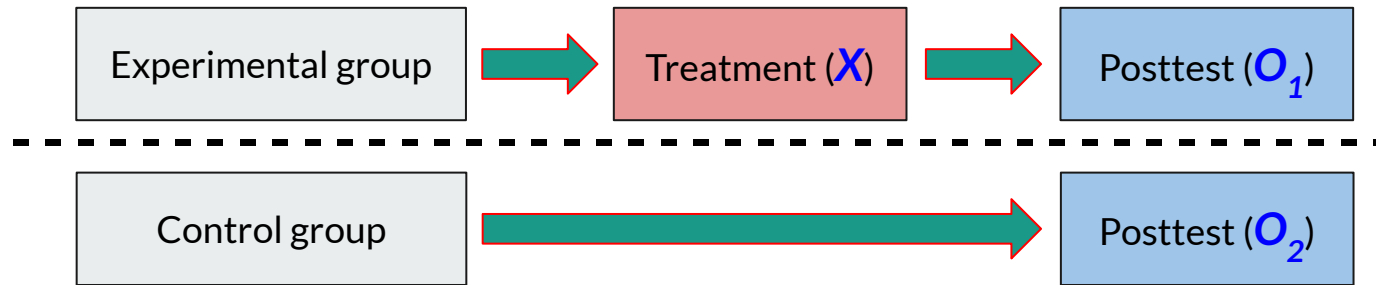 Experimental group
Treatment (X)
Posttest (O1)
Control group
Posttest (O2)